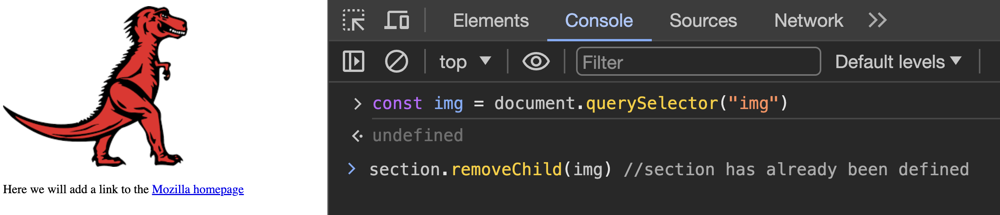 Elements Console Sources Network
top Filter Default levels
const img = document.querySelector("img")
undefined
section.removeChild(img) //section has already been defined
Here we will add a link to the Mozilla homepage